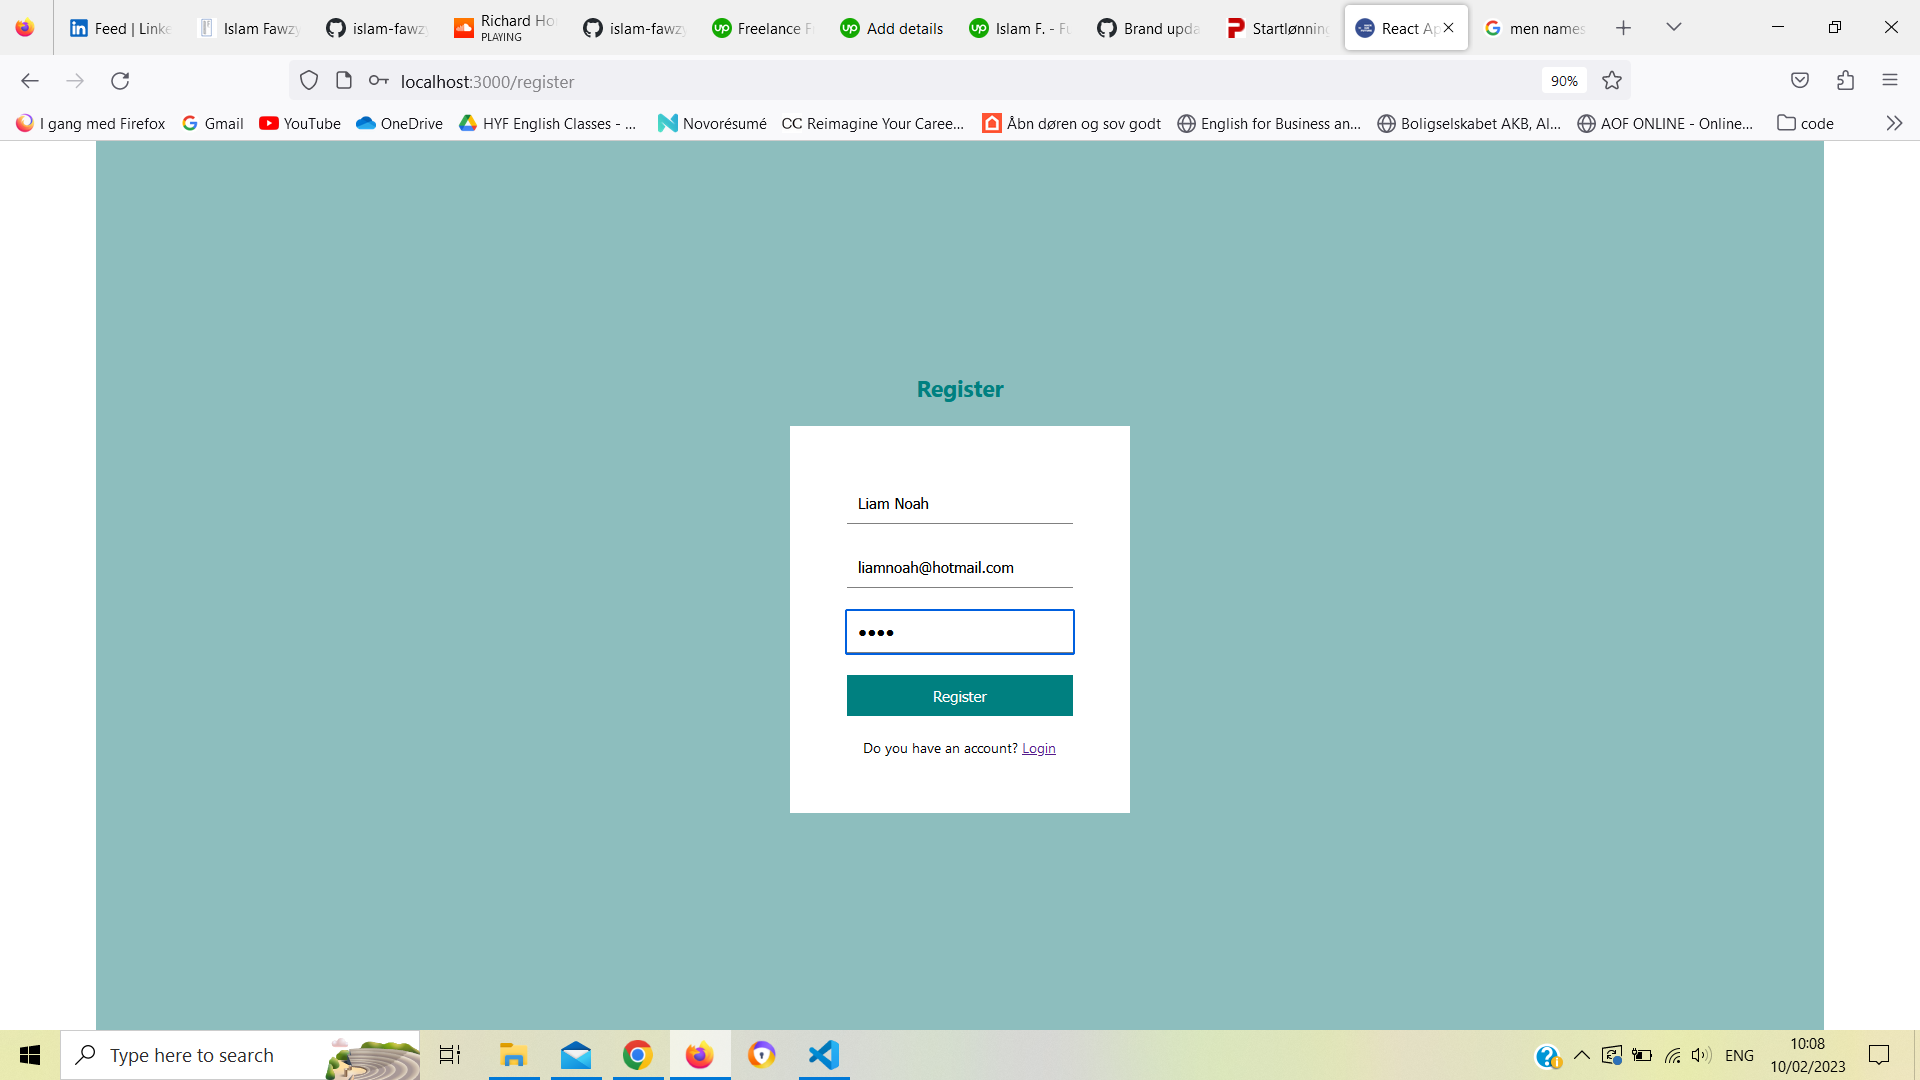 Feed | Linke
Islam Fawzy
islam-fawzy
Richard Ho
PLAYING
islam-fawzy
Freelance F
Add details
Islam F. - Fu
Brand upda
Startlønning
React Ap
men names
localhost:3000/register
90%
I gang med Firefox
Gmail
YouTube
OneDrive
HYF English Classes - ...
Novorésumé
CC Reimagine Your Caree...
Åbn døren og sov godt
English for Business an...
Boligselskabet AKB, Al...
AOF ONLINE - Online...
code
Register
Liam Noah
liamnoah@hotmail.com
Register
Do you have an account? Login
Type here to search
ENG
10:08
10/02/2023